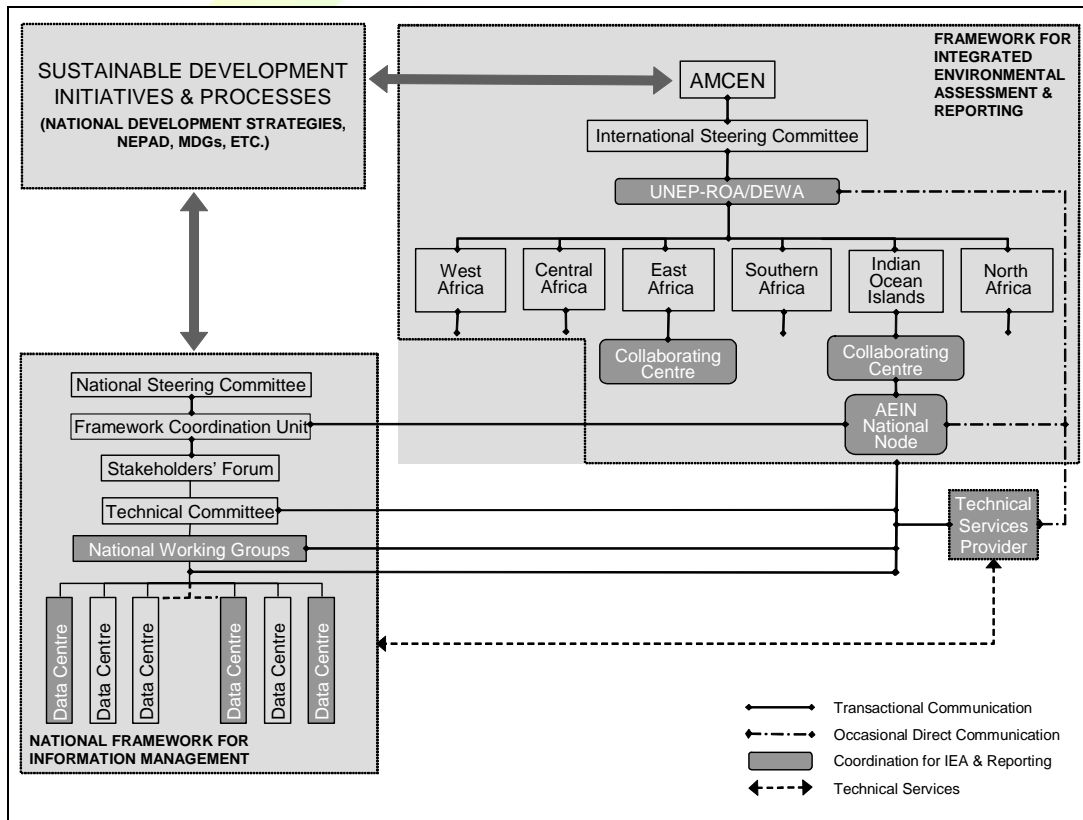 SUSTAINABLE DEVELOPMENT
INITIATIVES & PROCESSES
(NATIONAL DEVELOPMENT STRATEGIES,
NEPAD, MDGs, ETC.)
FRAMEWORK FOR
INTEGRATED
ENVIRONMENTAL
ASSESSMENT &
REPORTING
AMCEN
International Steering Committee
UNEP-ROA/DEWA
West
Africa
Central
Africa
East
Africa
Southern
Africa
Indian
Ocean
Islands
North
Africa
Collaborating
Centre
Collaborating
Centre
AEIN
National
Node
National Steering Committee
Framework Coordination Unit
Stakeholders' Forum
Technical Committee
National Working Groups
Data Centre
Data Centre
Data Centre
Data Centre
Data Centre
Data Centre
NATIONAL FRAMEWORK FOR
INFORMATION MANAGEMENT
Technical
Services
Provider
Transactional Communication
Occasional Direct Communication
Coordination for IEA & Reporting
Technical Services